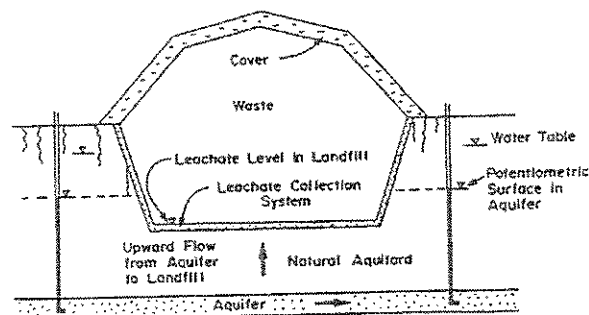 Cover
Waste
Water Table
Leachate Level in Landfill
Potentiometric
Surface in
Aquifer
Leachate Collection
System
Upward Flow
from Aquifer
to Landfill
Natural Aquitard
Aquifer